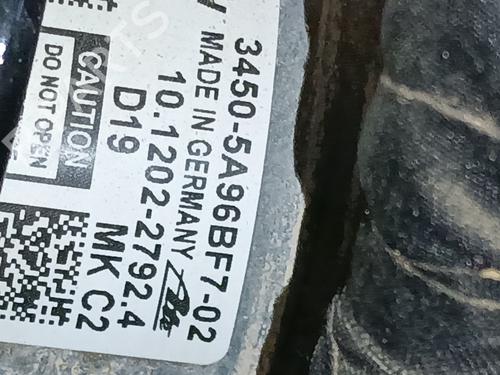 3450-5A96BF7-02
MADE IN GERMANY
10.1202-2792.4
D19
MK C2
CAUTION
DO NOT OPEN